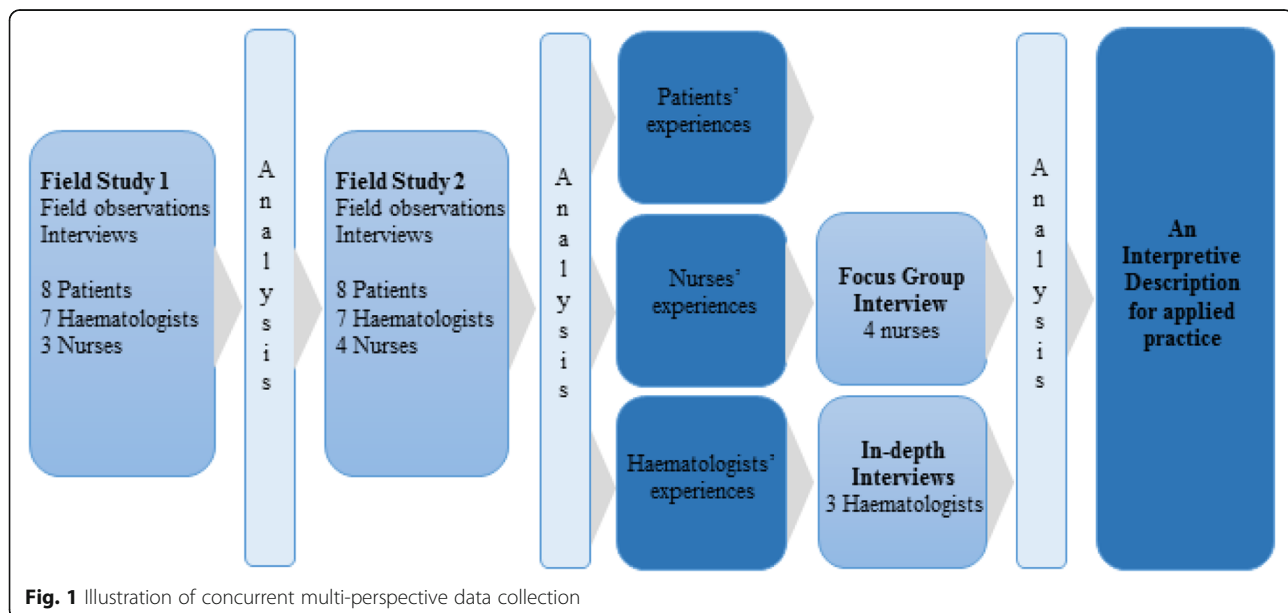 Field Study 1
Field observations
Interviews
8 Patients
7 Haematologists
3 Nurses
A
n
a
l
y
s
i
s
Field Study 2
Field observations
Interviews
8 Patients
7 Haematologists
4 Nurses
A
n
a
l
y
s
i
s
Patients’
experiences
Nurses’
experiences
Haematologists’
experiences
Focus Group
Interview
4 nurses
In-depth
Interviews
3 Haematologists
A
n
a
l
y
s
i
s
An
Interpretive
Description
for applied
practice
Fig. 1 Illustration of concurrent multi-perspective data collection